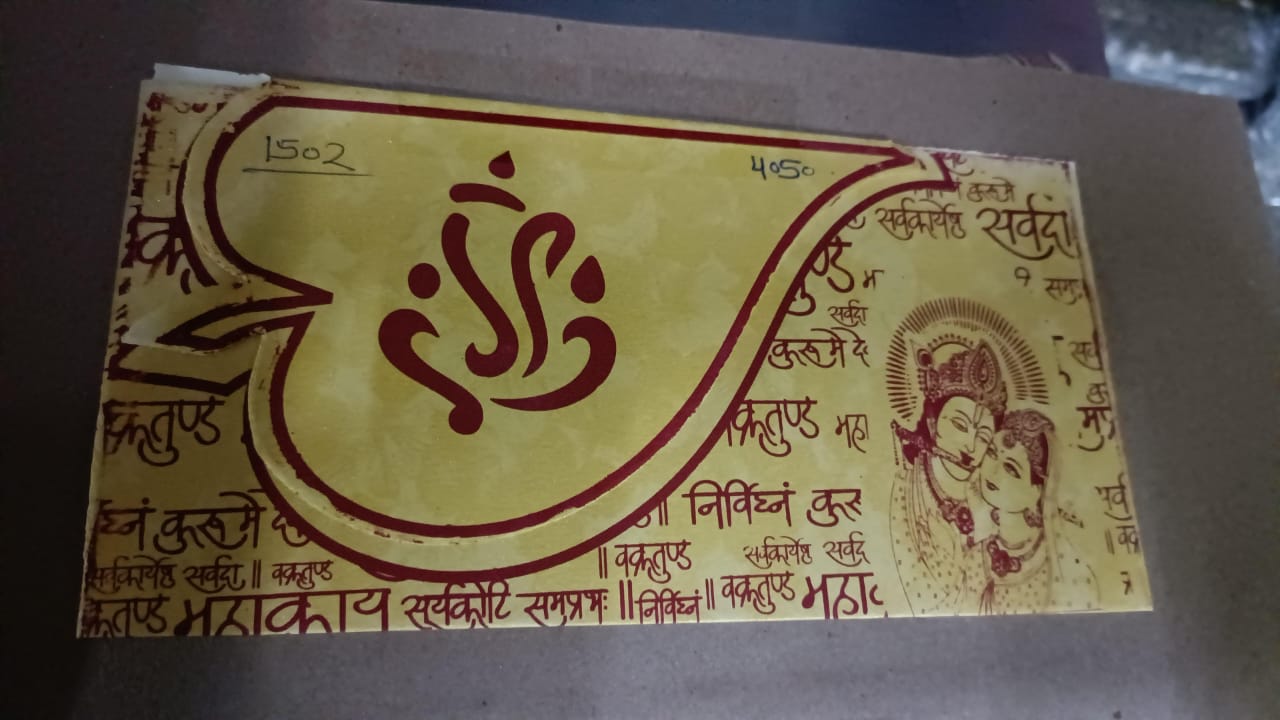 1502
4050
कुरूमे
सर्वकार्येषु सर्वदा
म
सर्वदा
कुरूमे दे
वक्रतुण्ड
वक्रतुण्ड महा
निर्विघ्नं कुरु
घ्नं कुरूमे दे
॥ वक्रतुण्ड सर्वकार्येषु सर्वद
सर्वकार्येषु सर्वदा ॥ वक्रतुण्ड
क्रतुण्ड महाकाय सूर्यकोटि समप्रभः ॥ निर्विघ्नं ॥ वक्रतुण्ड महा